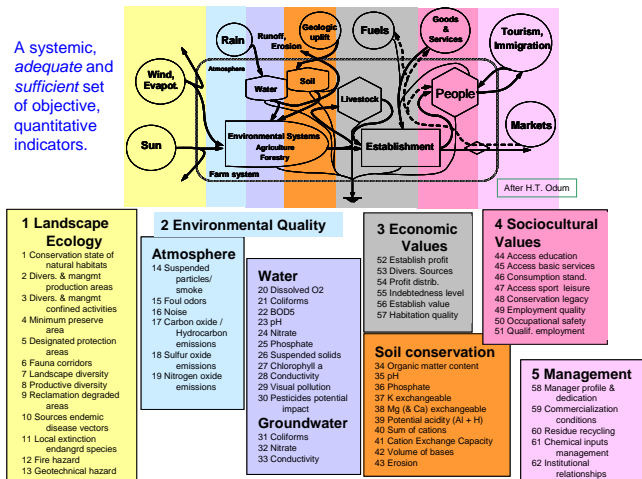 A systemic,
adequate and
sufficient set
of objective,
quantitative
indicators.
Rain
Runoff,
Erosion
Geologic
uplift
Fuels
Goods
&
Services
Tourism,
Immigration
Atmosphere
Wind,
Evapot.
Water
Soil
Livestock
People
Sun
Environmental Systems
Agriculture
Forestry
Establishment
Markets
Farm system
After H.T. Odum
1 Landscape
Ecology
1 Conservation state of
natural habitats
2 Divers. & mangmt
production areas
3 Divers. & mangmt
confined activities
4 Minimum preserve
area
5 Designated protection
areas
6 Fauna corridors
7 Landscape diversity
8 Productive diversity
9 Reclamation degraded
areas
10 Sources endemic
disease vectors
11 Local extinction
endangrd species
12 Fire hazard
13 Geotechnical hazard
2 Environmental Quality
Atmosphere
14 Suspended
particles/
smoke
15 Foul odors
16 Noise
17 Carbon oxide /
Hydrocarbon
emissions
18 Sulfur oxide
emissions
19 Nitrogen oxide
emissions
Water
20 Dissolved O2
21 Coliforms
22 BOD5
23 pH
24 Nitrate
25 Phosphate
26 Suspended solids
27 Chlorophyll a
28 Conductivity
29 Visual pollution
30 Pesticides potential
impact
Groundwater
31 Coliforms
32 Nitrate
33 Conductivity
3 Economic
Values
52 Establish profit
53 Divers. Sources
54 Profit distrib.
55 Indebtedness level
56 Establish value
57 Habitation quality
Soil conservation
34 Organic matter content
35 pH
36 Phosphate
37 K exchangeable
38 Mg (& Ca) exchangeable
39 Potential acidity (Al + H)
40 Sum of cations
41 Cation Exchange Capacity
42 Volume of bases
43 Erosion
4 Sociocultural
Values
44 Access education
45 Access basic services
46 Consumption stand.
47 Access sport leisure
48 Conservation legacy
49 Employment quality
50 Occupational safety
51 Qualif. employment
5 Management
58 Manager profile &
dedication
59 Commercialization
conditions
60 Residue recycling
61 Chemical inputs
management
62 Institutional
relationships